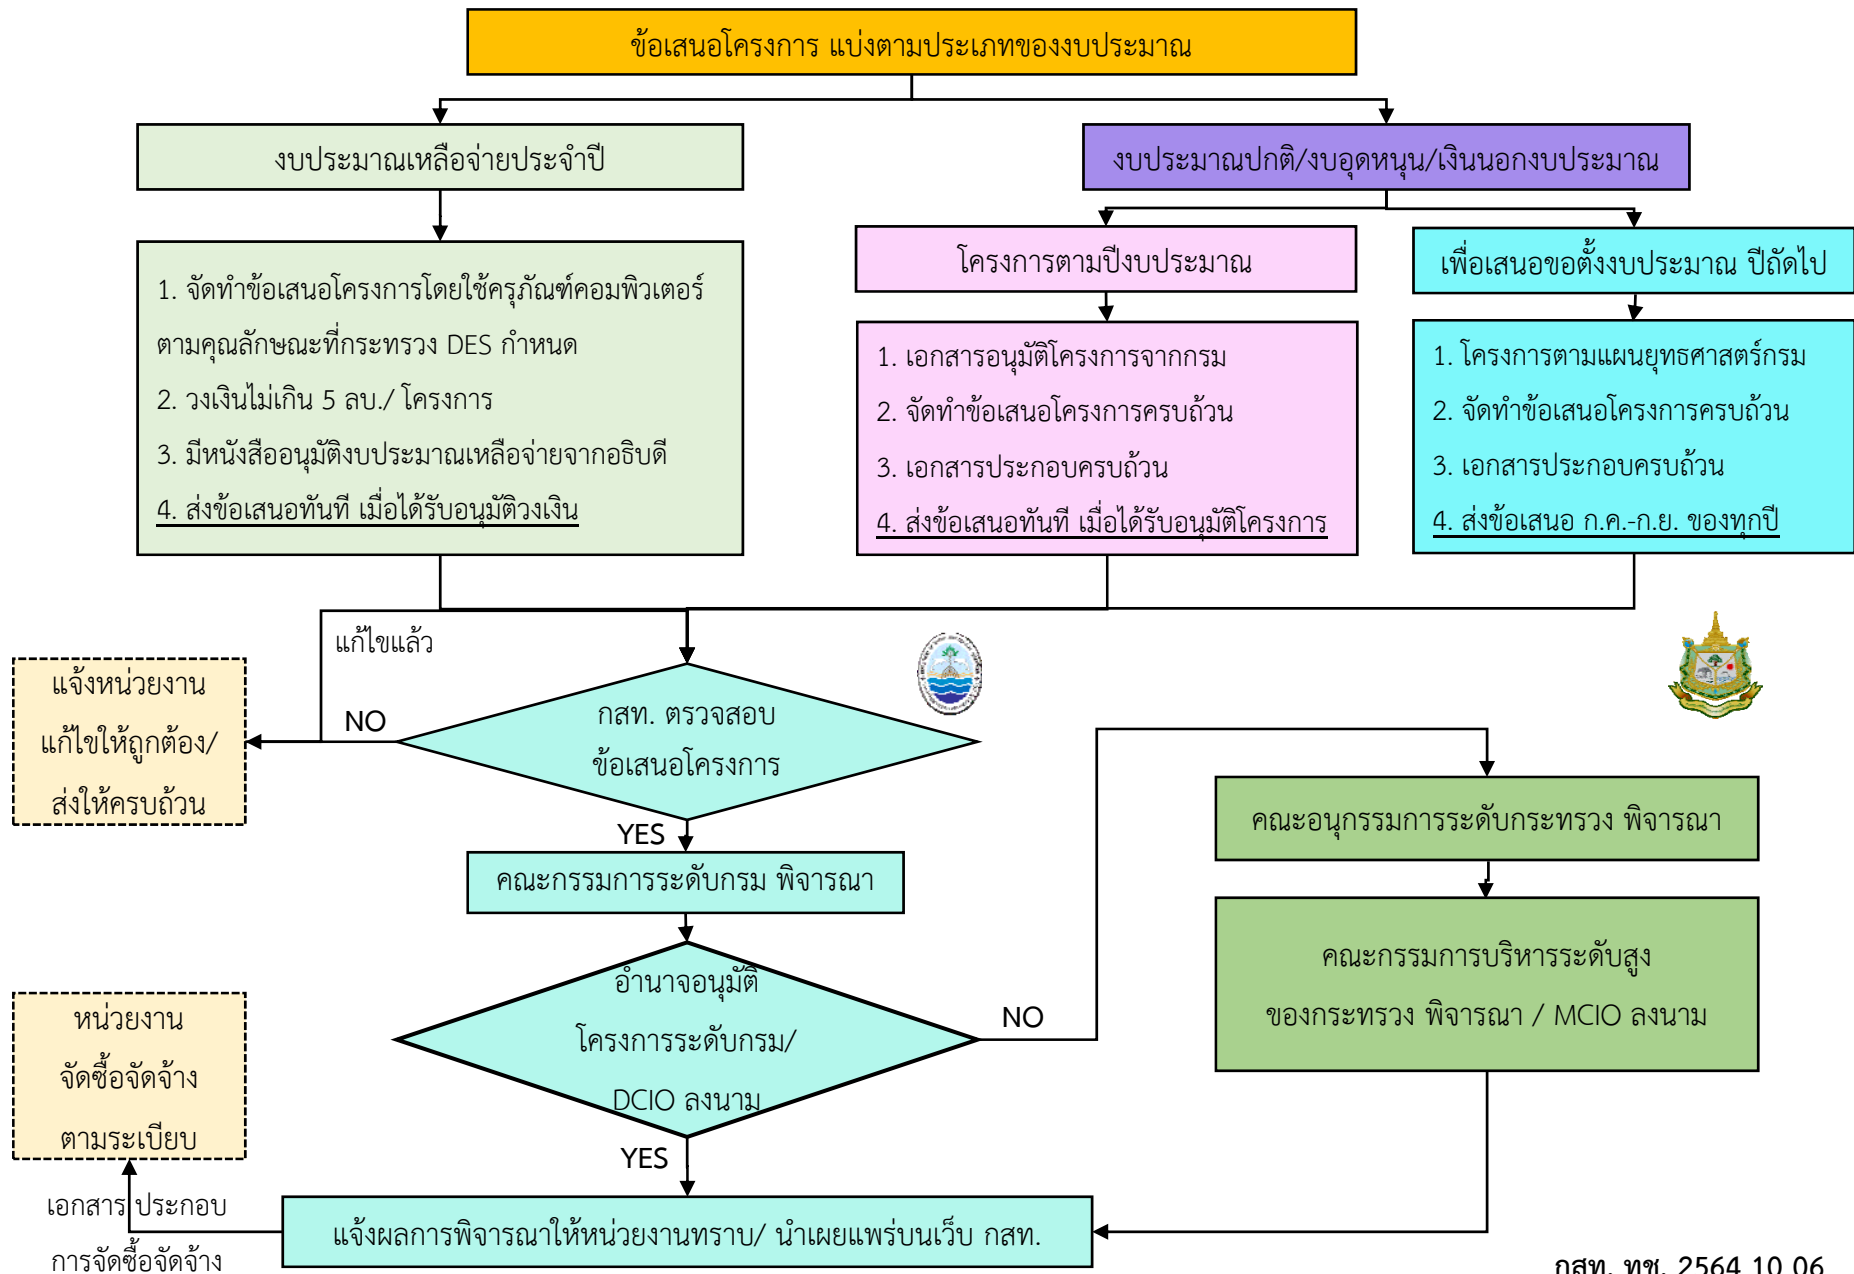 ข้อเสนอโครงการ แบ่งตามประเภทของงบประมาณ
งบประมาณเหลือจ่ายประจำปี
งบประมาณปกติ/งบอุดหนุน/เงินนอกงบประมาณ
1. จัดทำข้อเสนอโครงการโดยใช้ครุภัณฑ์คอมพิวเตอร์
ตามคุณลักษณะที่กระทรวง DES กำหนด
2. วงเงินไม่เกิน 5 ลบ./ โครงการ
3. มีหนังสืออนุมัติงบประมาณเหลือจ่ายจากอธิบดี
4. ส่งข้อเสนอทันที เมื่อได้รับอนุมัติวงเงิน
โครงการตามปีงบประมาณ
1. เอกสารอนุมัติโครงการจากกรม
2. จัดทำข้อเสนอโครงการครบถ้วน
3. เอกสารประกอบครบถ้วน
4. ส่งข้อเสนอทันที เมื่อได้รับอนุมัติโครงการ
เพื่อเสนอขอตั้งงบประมาณ ปีถัดไป
1. โครงการตามแผนยุทธศาสตร์กรม
2. จัดทำข้อเสนอโครงการครบถ้วน
3. เอกสารประกอบครบถ้วน
4. ส่งข้อเสนอ ก.ค.-ก.ย. ของทุกปี
แก้ไขแล้ว
แจ้งหน่วยงาน
แก้ไขให้ถูกต้อง/
ส่งให้ครบถ้วน
NO
กสท. ตรวจสอบ
ข้อเสนอโครงการ
YES
คณะกรรมการระดับกรม พิจารณา
อำนาจอนุมัติ
โครงการระดับกรม/
DCIO ลงนาม
NO
คณะอนุกรรมการระดับกระทรวง พิจารณา
คณะกรรมการบริหารระดับสูง
ของกระทรวง พิจารณา / MCIO ลงนาม
หน่วยงาน
จัดซื้อจัดจ้าง
ตามระเบียบ
YES
เอกสาร ประกอบ
การจัดซื้อจัดจ้าง
แจ้งผลการพิจารณาให้หน่วยงานทราบ/ นำเผยแพร่บนเว็บ กสท.
กสท. ทช. 2564 10 06